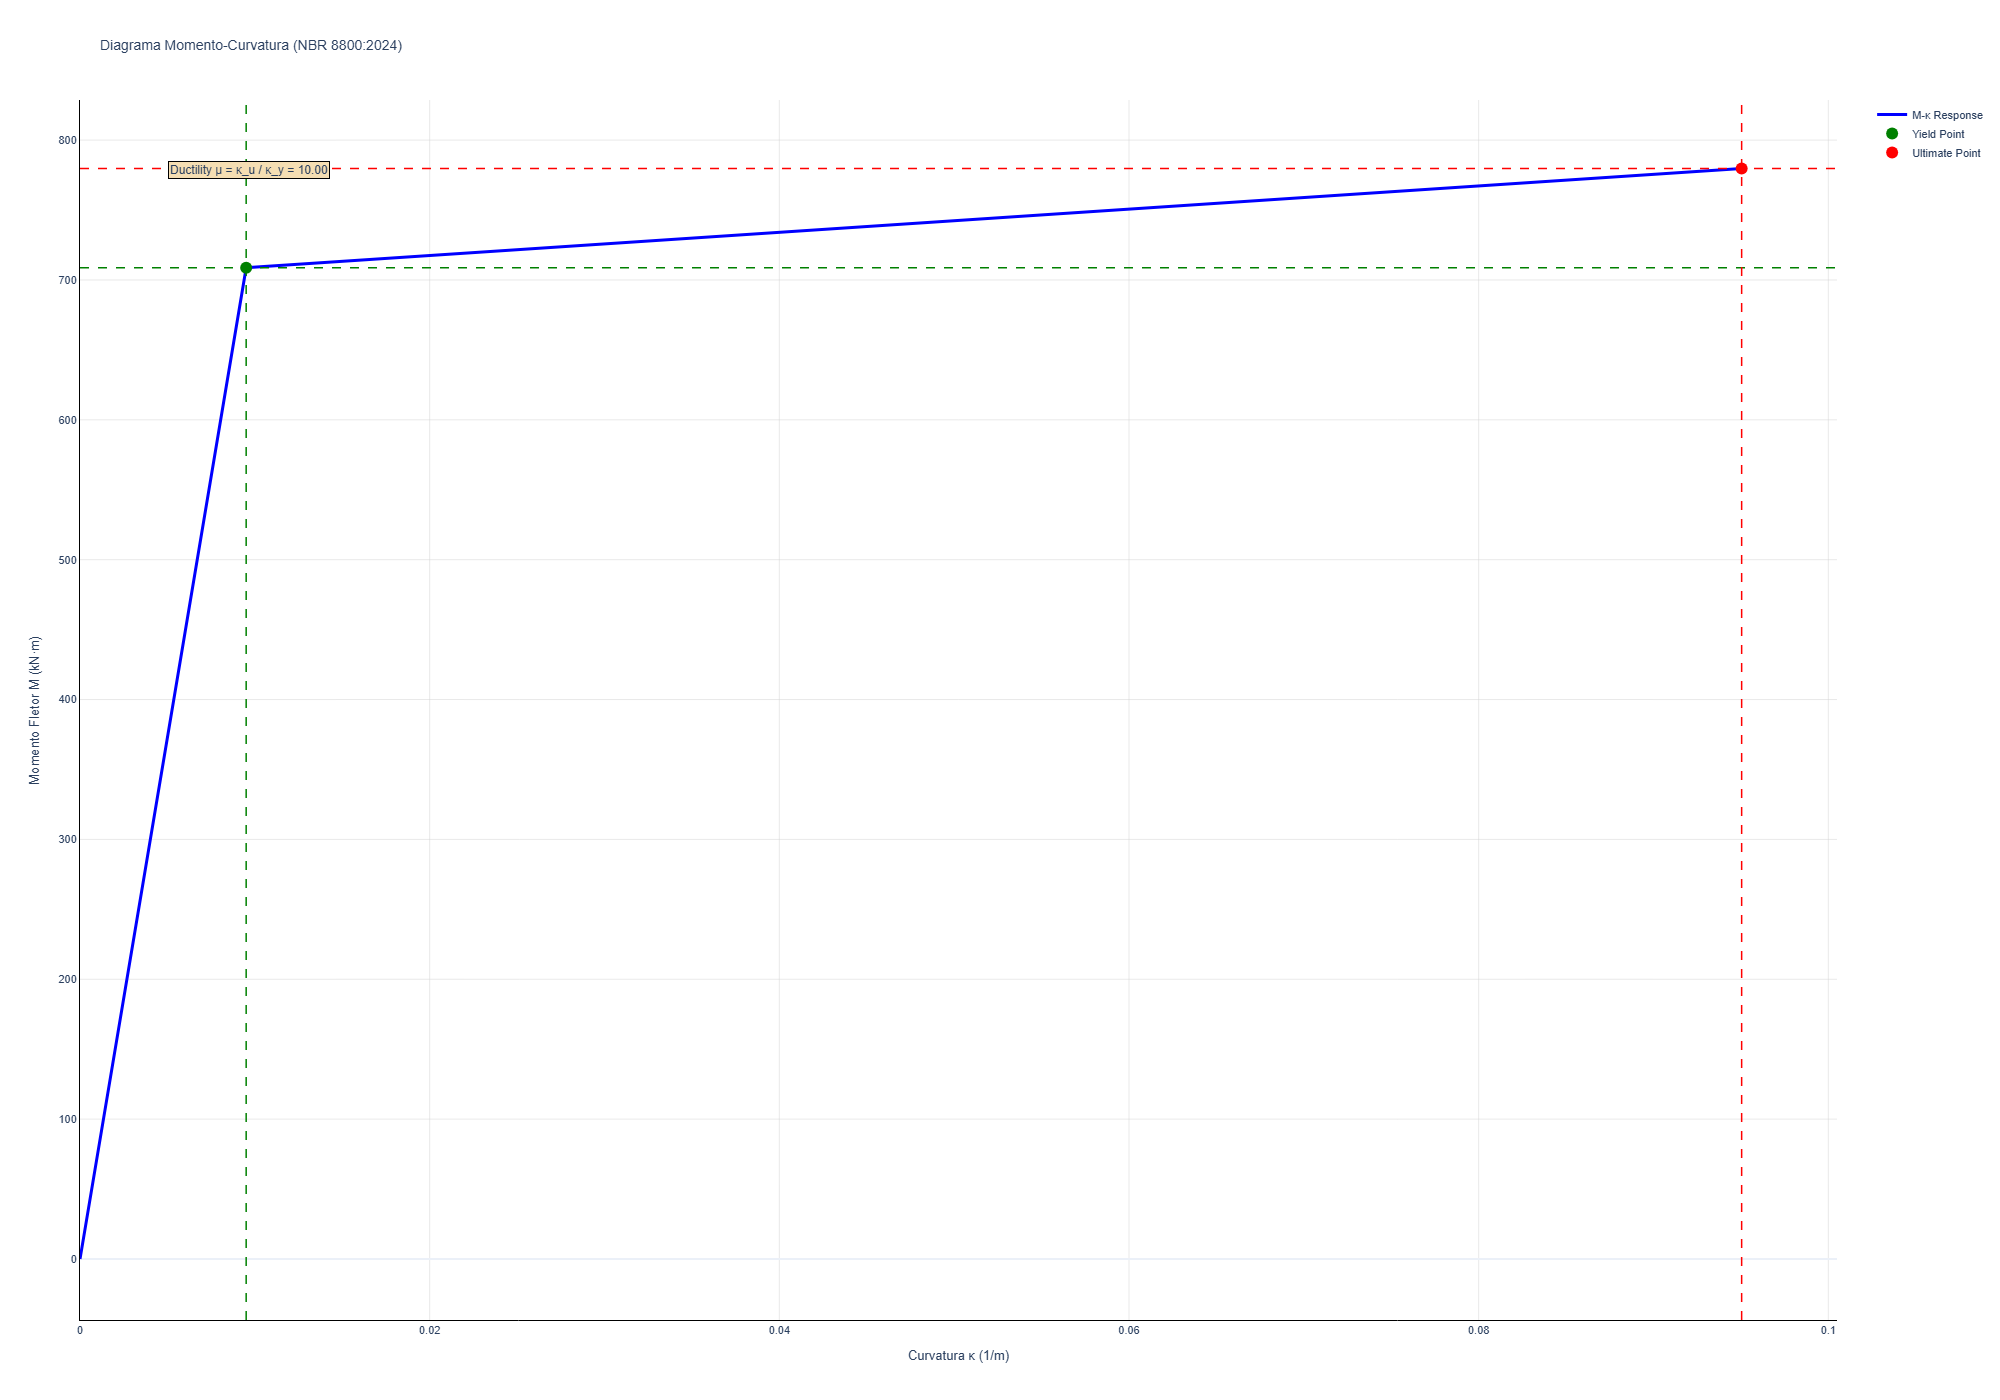 Diagrama Momento-Curvatura (NBR 8800:2024)
M-κ Response
Yield Point
Ultimate Point
Ductility μ = κ_u / κ_y = 10.00
Momento Fletor M (kN·m)
800
700
600
500
400
300
200
100
0
0
0.02
0.04
0.06
0.08
0.1
Curvatura κ (1/m)